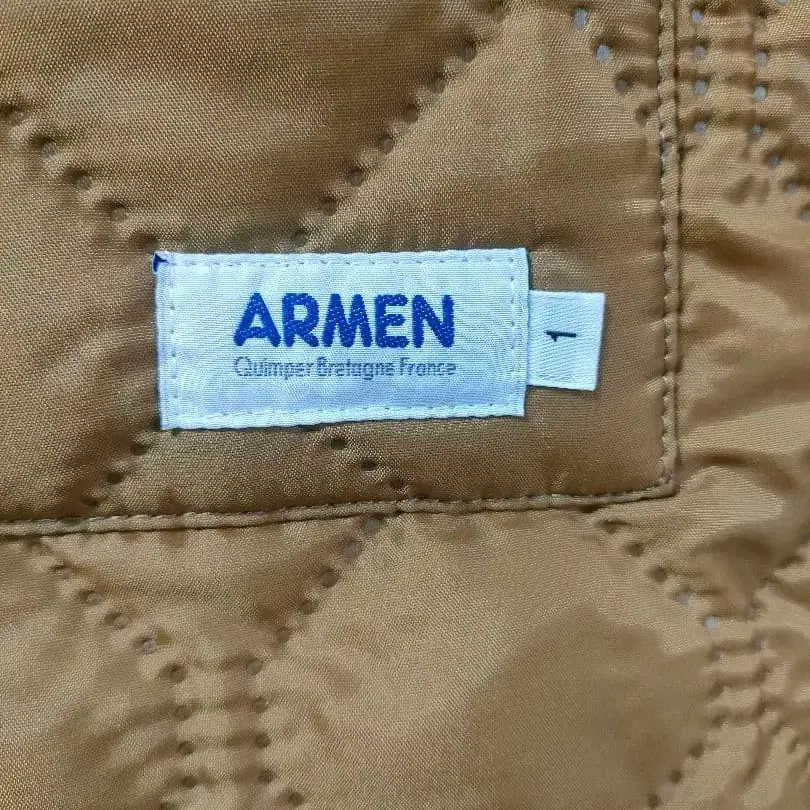 ARMEN
Quimper Bretagne France
1